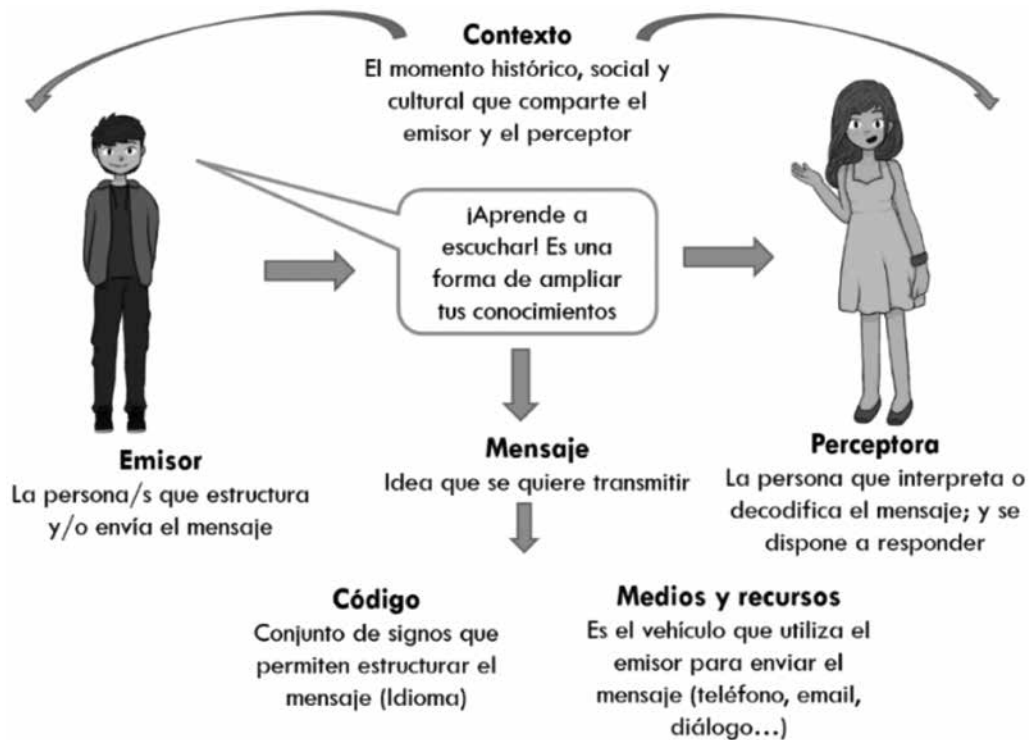 Contexto
El momento histórico, social y
cultural que comparte el
emisor y el perceptor
¡Aprende a
escuchar! Es una
forma de ampliar
tus conocimientos
Emisor
La persona/s que estructura
y/o envía el mensaje
Mensaje
Idea que se quiere transmitir
Perceptora
La persona que interpreta o
decodifica el mensaje; y se
dispone a responder
Código
Conjunto de signos que
permiten estructurar el
mensaje (Idioma)
Medios y recursos
Es el vehículo que utiliza el
emisor para enviar el
mensaje (teléfono, email,
diálogo...)